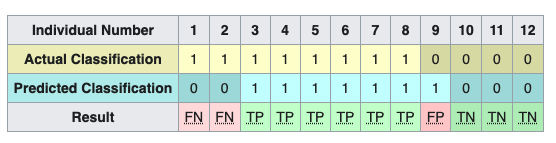 Individual Number 1 2 3 4 5 6 7 8 9 10 11 12
Actual Classification 1 1 1 1 1 1 1 1 0 0 0 0
Predicted Classification 0 0 1 1 1 1 1 1 1 0 0 0
Result FN FN TP TP TP TP TP TP FP TN TN TN